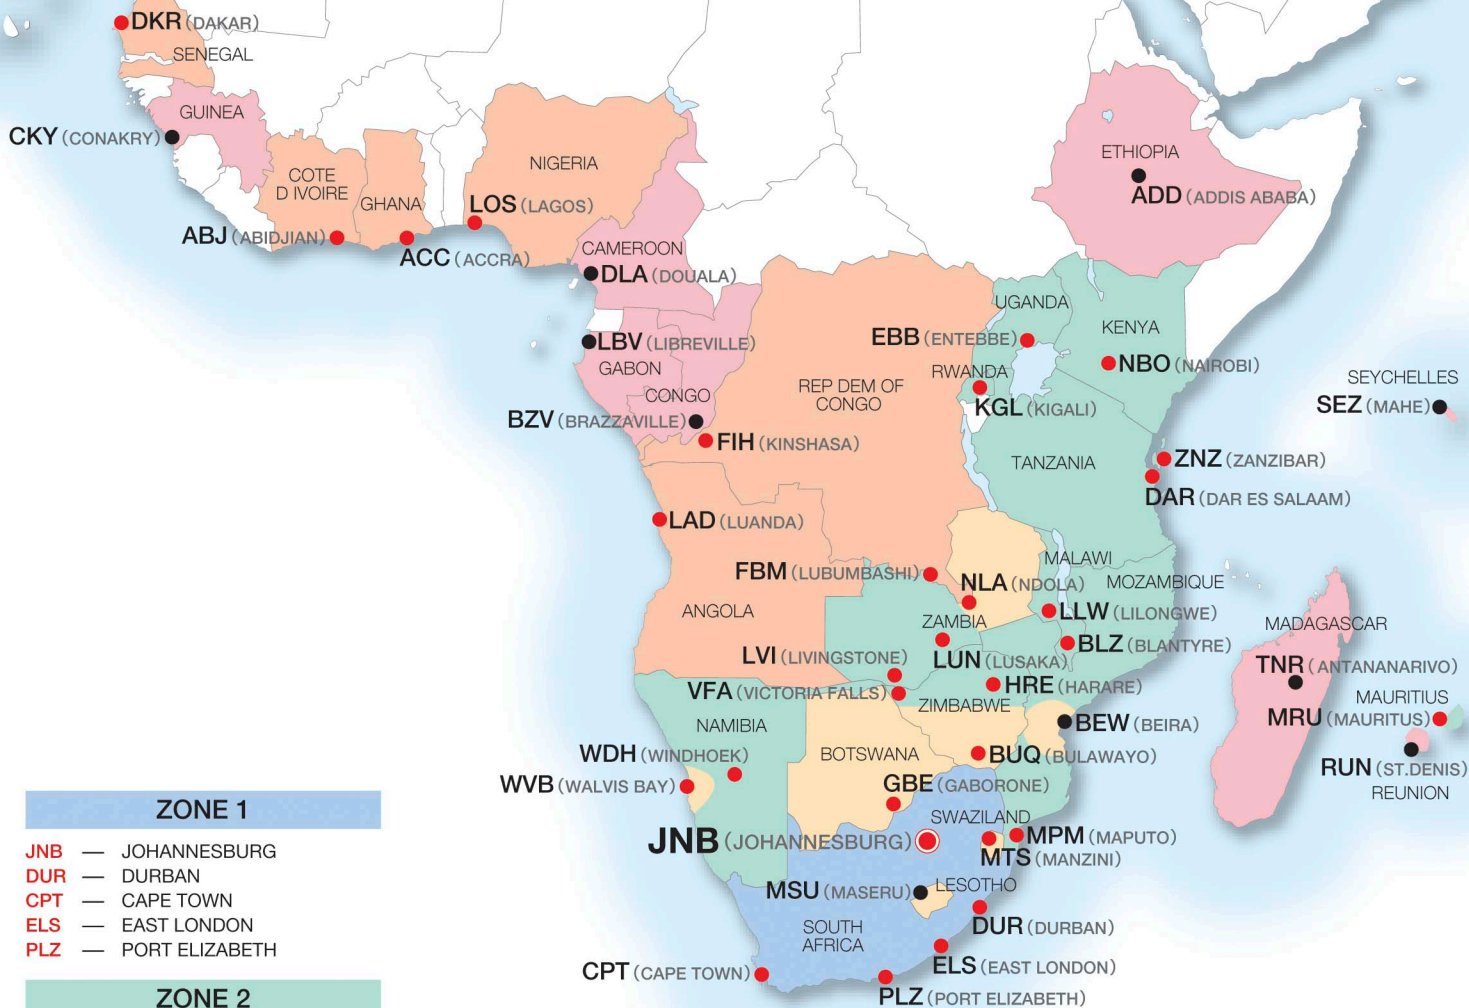 DKR (DAKAR)
SENEGAL
GUINEA
CKY (CONAKRY)
COTE
D IVOIRE
GHANA
NIGERIA
LOS (LAGOS)
ABJ (ABIDJIAN)
ACC (ACCRA)
ETHIOPIA
ADD (ADDIS ABABA)
CAMEROON
DLA (DOUALA)
UGANDA
KENYA
EBB (ENTEBBE)
LBV (LIBREVILLE)
GABON
NBO (NAIROBI)
RWANDA
SEYCHELLES
REP DEM OF
CONGO
CONGO
KGL (KIGALI)
SEZ (MAHE)
BZV (BRAZZAVILLE)
FIH (KINSHASA)
TANZANIA
ZNZ (ZANZIBAR)
DAR (DAR ES SALAAM)
LAD (LUANDA)
MALAWI
FBM (LUBUMBASHI)
NLA (NDOLA)
MOZAMBIQUE
ANGOLA
LLW (LILONGWE)
ZAMBIA
MADAGASCAR
BLZ (BLANTYRE)
LVI (LIVINGSTONE)
LUN (LUSAKA)
TNR (ANTANANARIVO)
VFA (VICTORIA FALLS)
HRE (HARARE)
MAURITIUS
ZIMBABWE
MRU (MAURITUS)
NAMIBIA
BEW (BEIRA)
WDH (WINDHOEK)
BOTSWANA
BUQ (BULAWAYO)
RUN (ST.DENIS)
REUNION
WVB (WALVIS BAY)
GBE (GABORONE)
SWAZILAND
JNB (JOHANNESBURG)
MPM (MAPUTO)
MTS (MANZINI)
MSU (MASERU)
LESOTHO
SOUTH
AFRICA
DUR (DURBAN)
CPT (CAPE TOWN)
ELS (EAST LONDON)
PLZ (PORT ELIZABETH)
ZONE 1
JNB — JOHANNESBURG
DUR — DURBAN
CPT — CAPE TOWN
ELS — EAST LONDON
PLZ — PORT ELIZABETH
ZONE 2